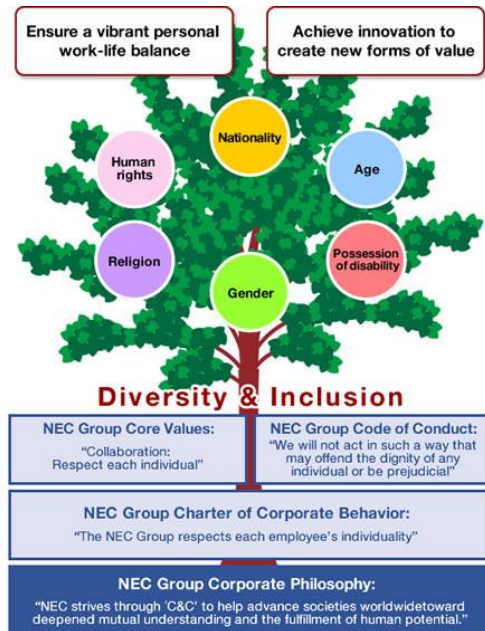 Ensure a vibrant personal
work-life balance
Achieve innovation to
create new forms of value
Nationality
Human
rights
Age
Religion
Gender
Possession
of disability
Diversity & Inclusion
NEC Group Core Values:
“Collaboration:
Respect each individual”
NEC Group Code of Conduct:
“We will not act in such a way that
may offend the dignity of any
individual or be prejudicial”
NEC Group Charter of Corporate Behavior:
“The NEC Group respects each employee's individuality”
NEC Group Corporate Philosophy:
“NEC strives through ‘C&C’ to help advance societies worldwidetoward
deepened mutual understanding and the fulfillment of human potential.”